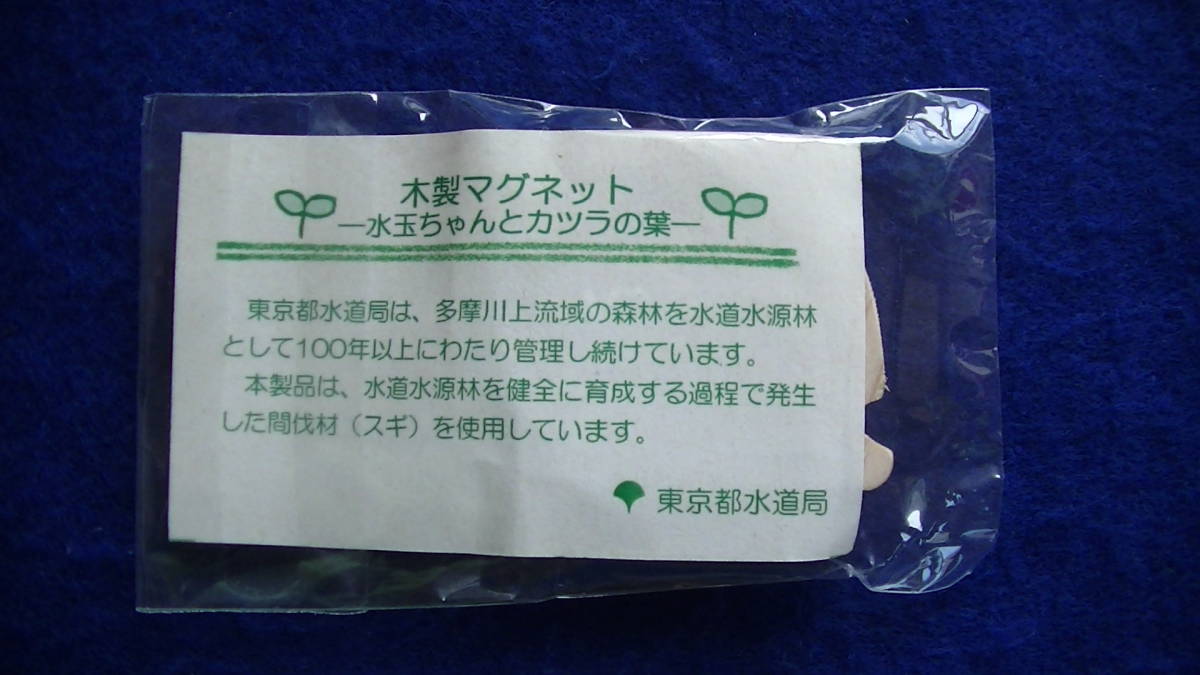 木製マグネット
―水玉ちゃんとカツラの葉―
東京都水道局は、多摩川上流域の森林を水道水源林
として100年以上にわたり管理し続けています。
本製品は、水道水源林を健全に育成する過程で発生
した間伐材（スギ）を使用しています。
東京都水道局